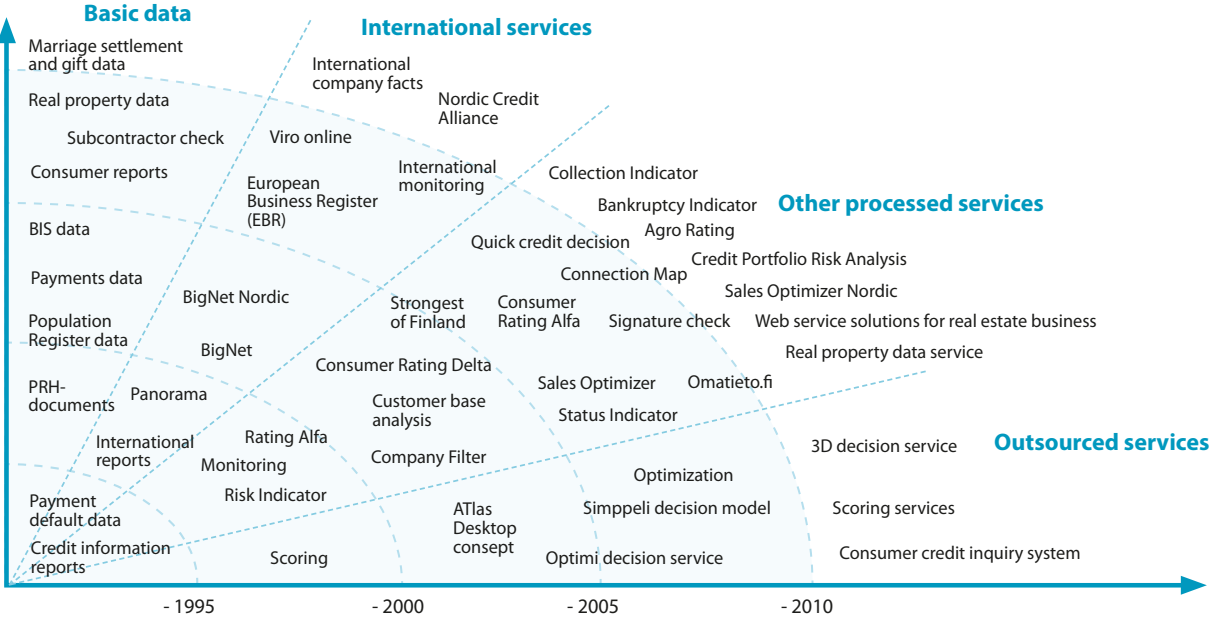 Basic data
International services
Marriage settlement
and gift data
International
company facts
Real property data
Nordic Credit
Alliance
Subcontractor check
Viro online
Consumer reports
International
monitoring
Collection Indicator
European
Business Register
(EBR)
Bankruptcy Indicator
Other processed services
BIS data
Agro Rating
Quick credit decision
Credit Portfolio Risk Analysis
Payments data
Connection Map
BigNet Nordic
Sales Optimizer Nordic
Strongest
of Finland
Consumer
Rating Alfa
Population
Register data
Signature check
Web service solutions for real estate business
BigNet
Real property data service
Consumer Rating Delta
PRH-
documents
Panorama
Sales Optimizer
Omatieto.fi
Customer base
analysis
Status Indicator
International
reports
Rating Alfa
3D decision service
Outsourced services
Monitoring
Company Filter
Optimization
Risk Indicator
Payment
default data
ATlas
Desktop
consept
Simppeli decision model
Scoring services
Credit information
reports
Scoring
Optimi decision service
Consumer credit inquiry system
- 1995
- 2000
- 2005
- 2010